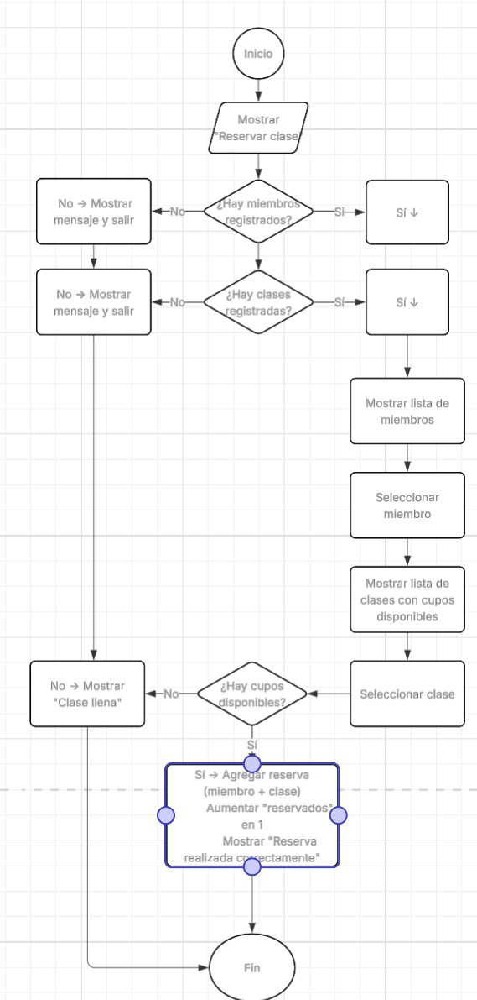 Inicio
Mostrar
"Reservar clase"
No → Mostrar
mensaje y salir
No
¿Hay miembros
registrados?
Si
Sí ↓
No → Mostrar
mensaje y salir
No
¿Hay clases
registradas?
Sí
Sí ↓
Mostrar lista de
miembros
Seleccionar
miembro
Mostrar lista de
clases con cupos
disponibles
No → Mostrar
"Clase llena"
No
¿Hay cupos
disponibles?
Seleccionar clase
Sí
Sí → Agregar reserva
(miembro + clase)
Aumentar "reservados"
en 1
Mostrar "Reserva
realizada correctamente"
Fin